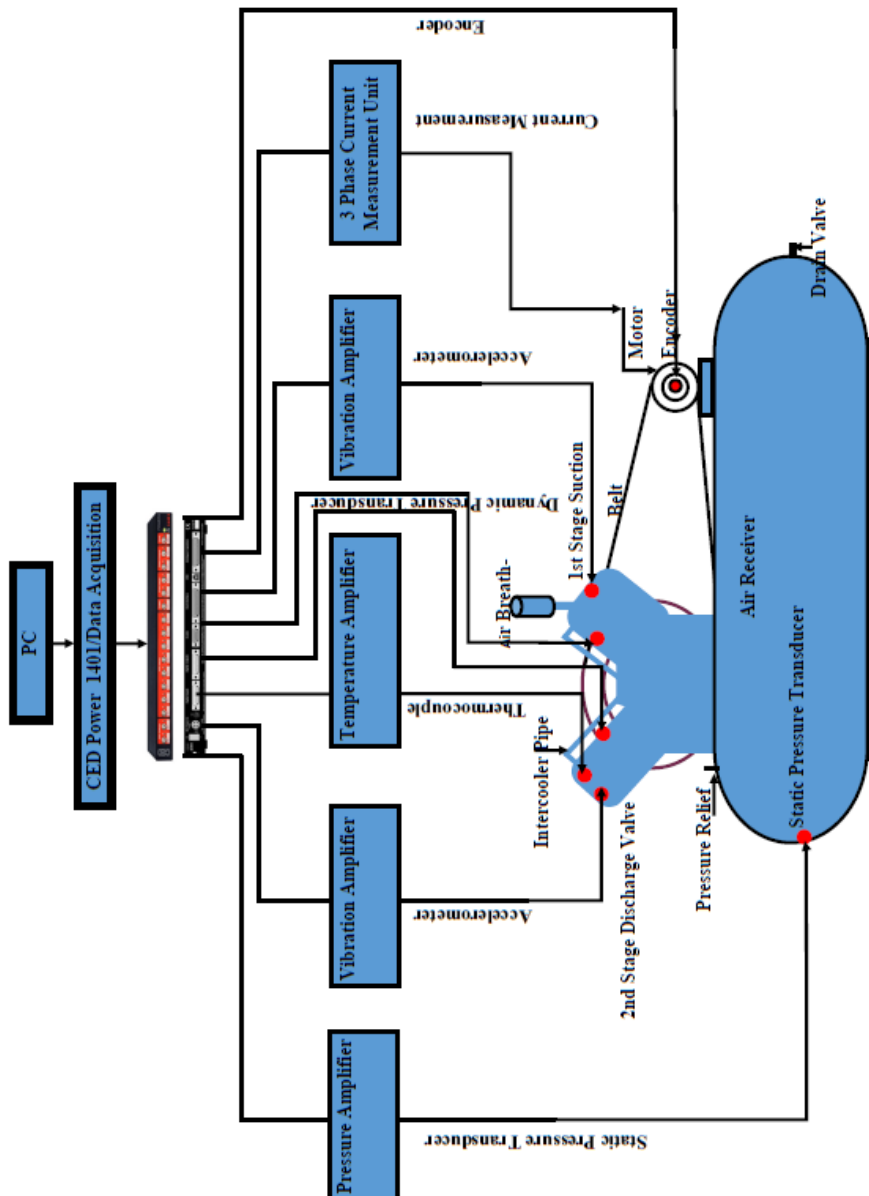 PC
CED Power 1401/Data Acquisition
Encoder
3 Phase Current
Measurement Unit
Current Measurement
Vibration Amplifier
Accelerometer
Dynamic Pressure Transducer
Temperature Amplifier
Thermocouple
Vibration Amplifier
Accelerometer
Pressure Amplifier
Static Pressure Transducer
Motor
Encoder
Drain Valve
Belt
1st Stage Suction
Air Breath-
Intercooler Pipe
2nd Stage Discharge Valve
Pressure Relief
Air Receiver
Static Pressure Transducer